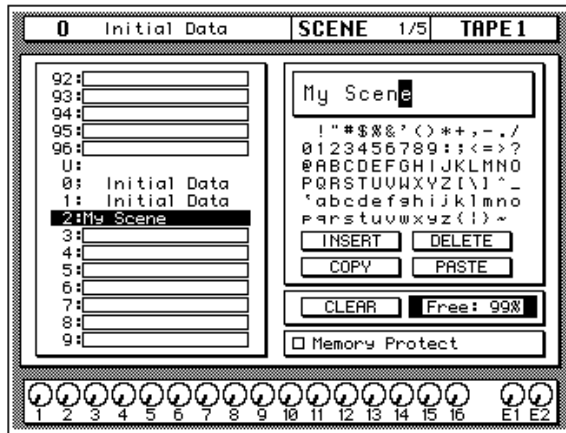 0 Initial Data SCENE 1/5 TAPE 1
92:
93:
94:
95:
96:
U:
0; Initial Data
1: Initial Data
2:My Scene
3:
4:
5:
6:
7:
8:
9:
My Scene
!"#$%&'()*+,-./
0123456789:;<=>?
@ABCDEFGHIJKLMNO
PQRSTUVWXYZ[\]^_
`abcdefghijklmno
pqrstuvwxyz{|}~
INSERT DELETE
COPY PASTE
CLEAR Free: 99%
Memory Protect
1 2 3 4 5 6 7 8 9 10 11 12 13 14 15 16 E1 E2